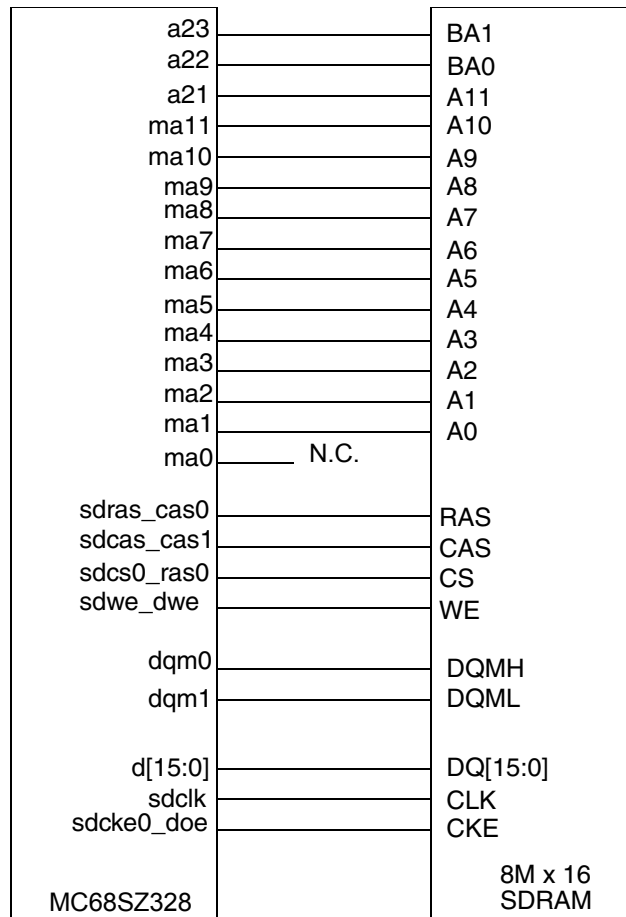 a23 BA1
a22 BA0
a21 A11
ma11 A10
ma10 A9
ma9 A8
ma8 A7
ma7 A6
ma6 A5
ma5 A4
ma4 A3
ma3 A2
ma2 A1
ma1 A0
ma0 N.C.
sdras_cas0 RAS
sdcas_cas1 CAS
sdcs0_ras0 CS
sdwe_dwe WE
dqm0 DQMH
dqm1 DQML
d[15:0] DQ[15:0]
sdclk CLK
sdcke0_doe CKE
MC68SZ328
8M x 16
SDRAM